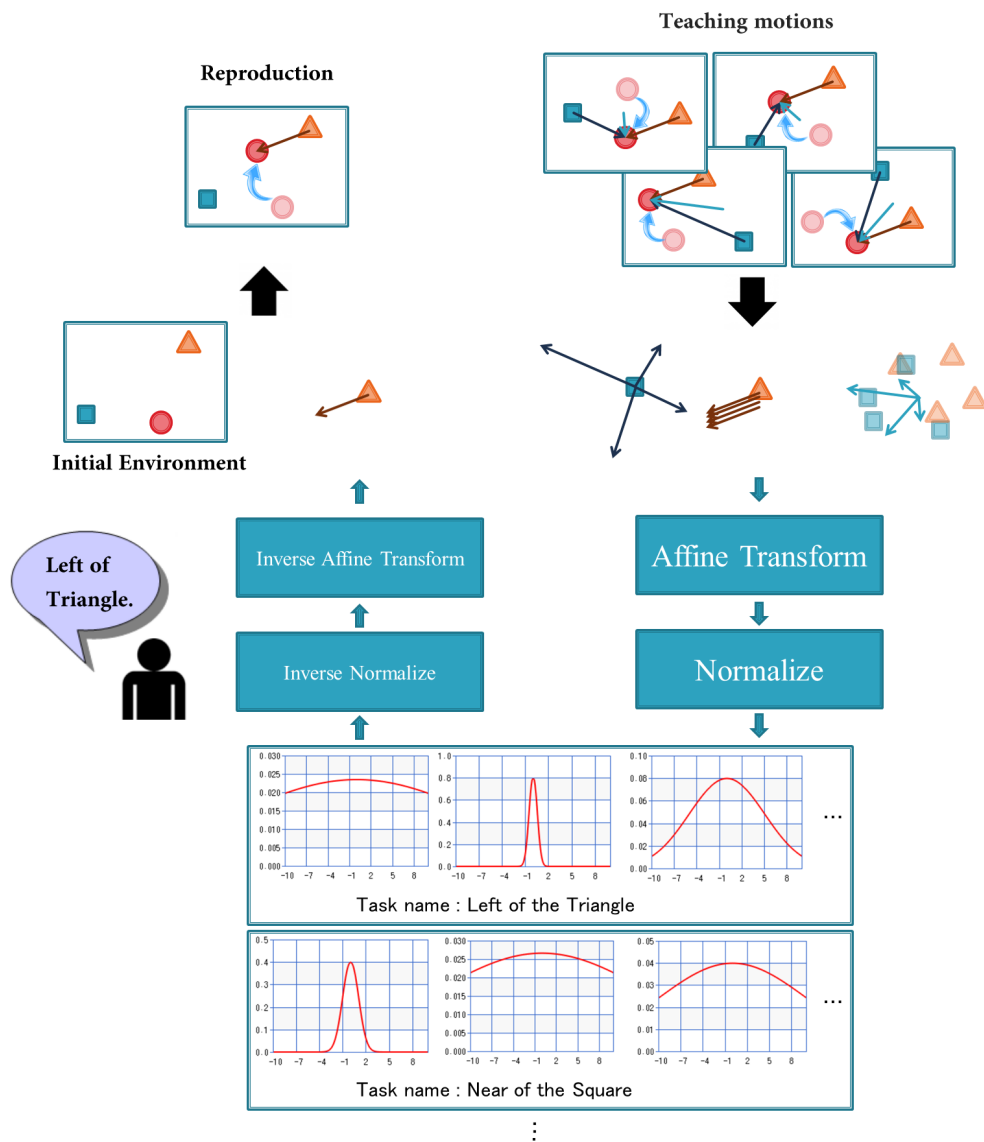 Teaching motions
Reproduction
Initial Environment
Left of
Triangle.
Inverse Affine Transform
Affine Transform
Inverse Normalize
Normalize
0.030
0.025
0.020
0.015
0.010
0.005
0.000
-10 -7 -4 -1 2 5 8
1.0
0.8
0.6
0.4
0.2
0.0
-10 -7 -4 -1 2 5 8
0.10
0.08
0.06
0.04
0.02
0.00
-10 -7 -4 -1 2 5 8
...
Task name : Left of the Triangle
0.5
0.4
0.3
0.2
0.1
0.0
-10 -7 -4 -1 2 5 8
0.030
0.025
0.020
0.015
0.010
0.005
0.000
-10 -7 -4 -1 2 5 8
0.05
0.04
0.03
0.02
0.01
0.00
-10 -7 -4 -1 2 5 8
...
Task name : Near of the Square
⋮